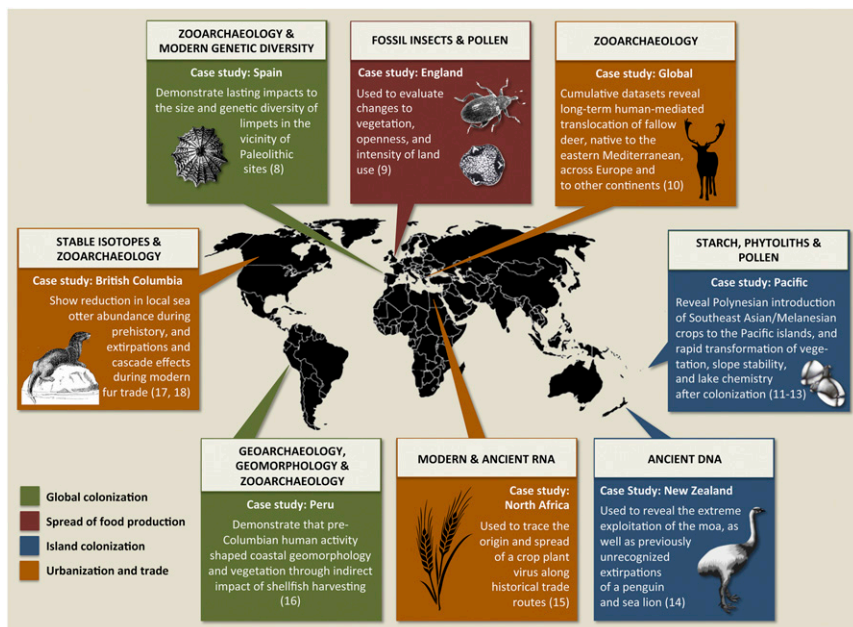 ZOOARCHAEOLOGY &
MODERN GENETIC DIVERSITY
Case study: Spain
Demonstrate lasting impacts to
the size and genetic diversity of
limpets in the
vicinity of
Paleolithic
sites (8)
FOSSIL INSECTS & POLLEN
Case study: England
Used to evaluate
changes to
vegetation,
openness, and
intensity of land
use (9)
ZOOARCHAEOLOGY
Case study: Global
Cumulative datasets reveal
long-term human-mediated
translocation of fallow
deer, native to the
eastern Mediterranean,
across Europe and
to other continents (10)
STABLE ISOTOPES &
ZOOARCHAEOLOGY
Case study: British Columbia
Show reduction in local sea
otter abundance during
prehistory, and
extirpations and
cascade effects
during modern
fur trade (17, 18)
STARCH, PHYTOLITHS &
POLLEN
Case study: Pacific
Reveal Polynesian introduction
of Southeast Asian/Melanesian
crops to the Pacific islands, and
rapid transformation of vege-
tation, slope stability,
and lake chemistry
after colonization (11-13)
GEOARCHAEOLOGY,
GEOMORPHOLOGY &
ZOOARCHAEOLOGY
Case study: Peru
Demonstrate that pre-
Columbian human activity
shaped coastal geomorphology
and vegetation through indirect
impact of shellfish harvesting
(16)
MODERN & ANCIENT RNA
Case study:
North Africa
Used to trace the
origin and spread
of a crop plant
virus along
historical trade
routes (15)
ANCIENT DNA
Case Study: New Zealand
Used to reveal the extreme
exploitation of the moa, as
well as previously
unrecognized
extirpations
of a penguin
and sea lion (14)
Global colonization
Spread of food production
Island colonization
Urbanization and trade